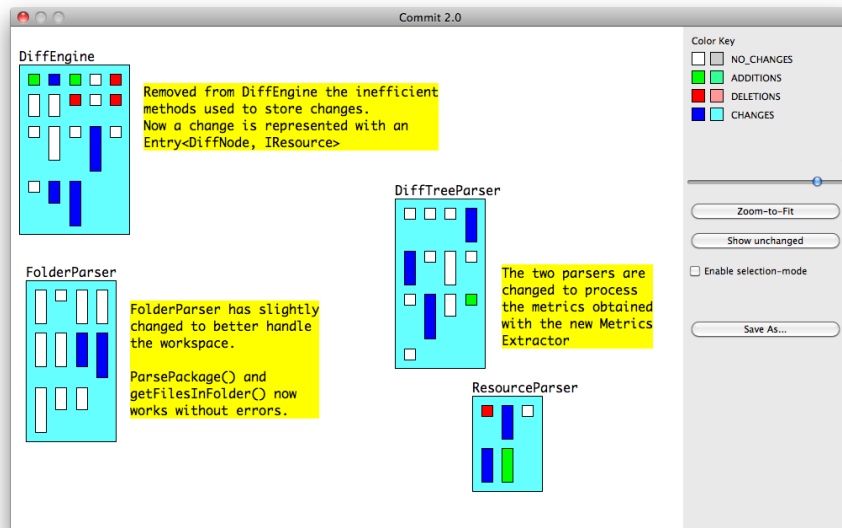 Commit 2.0
DiffEngine
Removed from DiffEngine the inefficient
methods used to store changes.
Now a change is represented with an
Entry<DiffNode, IResource>
DiffTreeParser
The two parsers are
changed to process
the metrics obtained
with the new Metrics
Extractor
FolderParser
FolderParser has slightly
changed to better handle
the workspace.
ParsePackage() and
getFilesInFolder() now
works without errors.
ResourceParser
Color Key
NO_CHANGES
ADDITIONS
DELETIONS
CHANGES
Zoom-to-Fit
Show unchanged
Enable selection-mode
Save As...